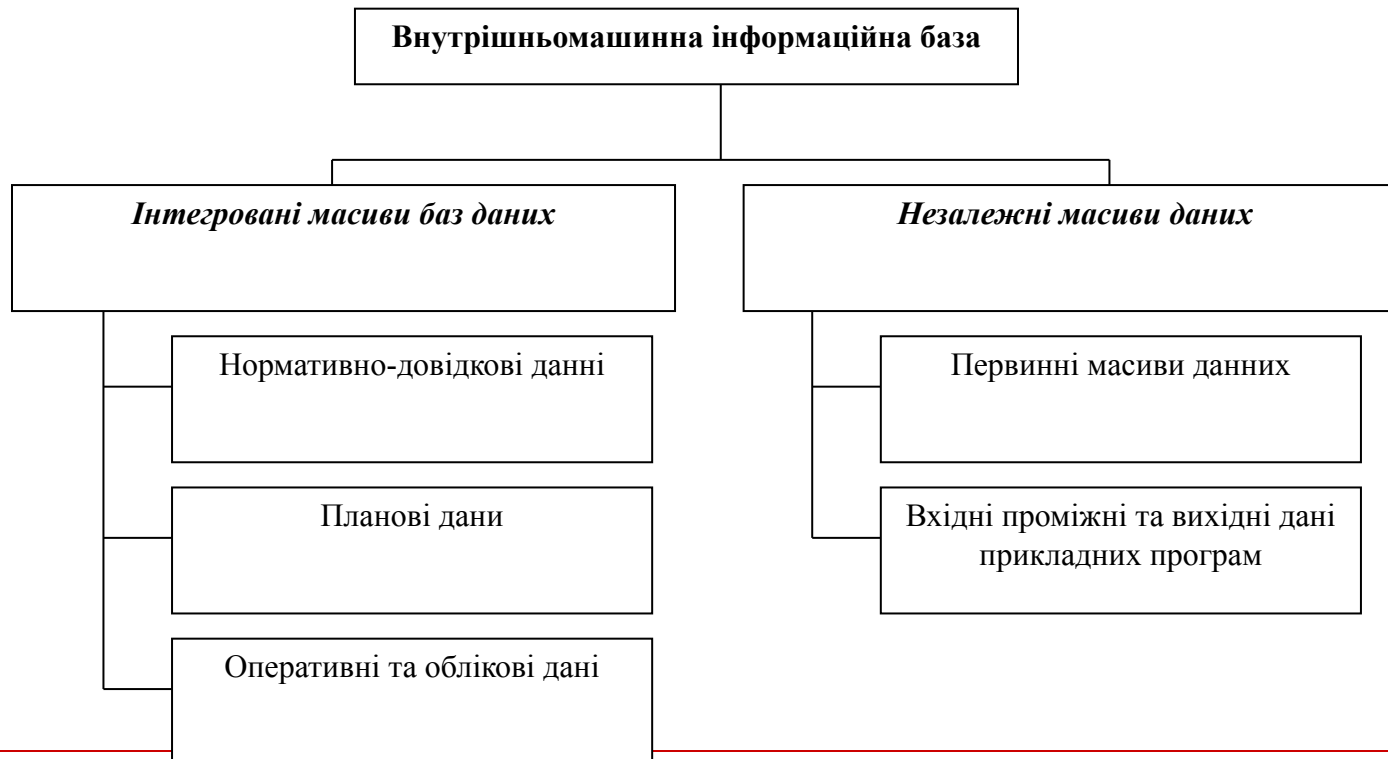 Внутрішньомашинна інформаційна база
Інтегровані масиви баз даних
Незалежні масиви даних
Нормативно-довідкові данні
Первинні масиви данних
Планові дани
Вхідні проміжні та вихідні дані
прикладних програм
Оперативні та облікові дані